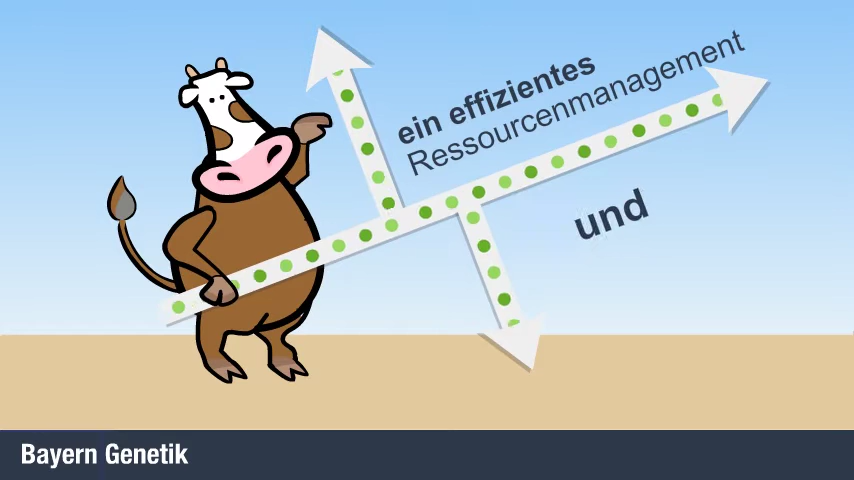 ein effizientes
Ressourcenmanagement
und
Bayern Genetik